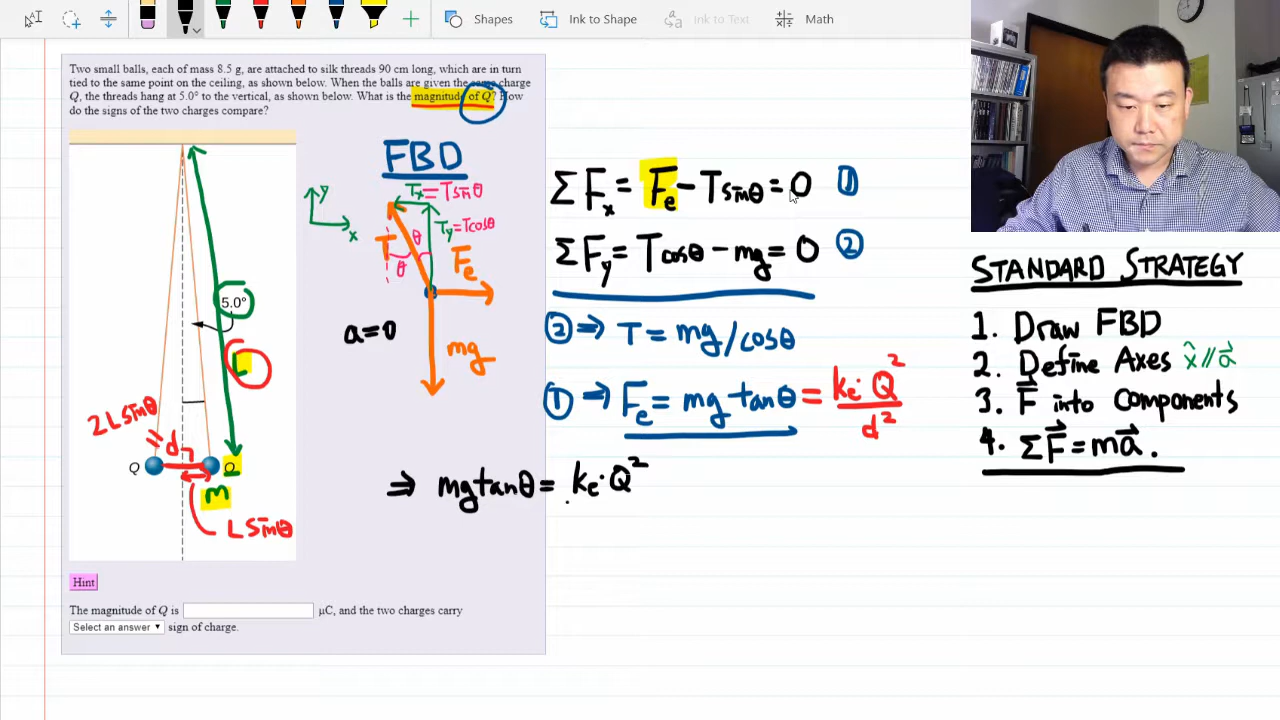 Shapes
Ink to Shape
Ink to Text
Math
Two small balls, each of mass 8.5 g, are attached to silk threads 90 cm long, which are in turn
tied to the same point on the ceiling, as shown below. When the balls are given the same charge
Q, the threads hang at 5.0° to the vertical, as shown below. What is the magnitude of Q? How
do the signs of the two charges compare?
5.0°
L
2Lsinθ
= d
Q
Q
m
Lsinθ
Hint
The magnitude of Q is μC, and the two charges carry
Select an answer sign of charge.
FBD
y
x
Tx=Tsinθ
Ty=Tcosθ
T
θ
θ
Fe
a=0
mg
ΣFx = Fe - Tsinθ = 0 ①
ΣFy = Tcosθ - mg = 0 ②
② ⇒ T = mg/cosθ
① ⇒ Fe = mg tanθ = ke·Q²/d²
⇒ mg tanθ = ke·Q²
STANDARD STRATEGY
1. Draw FBD
2. Define Axes x̂//a⃗
3. F⃗ into Components
4. ΣF⃗ = ma⃗.